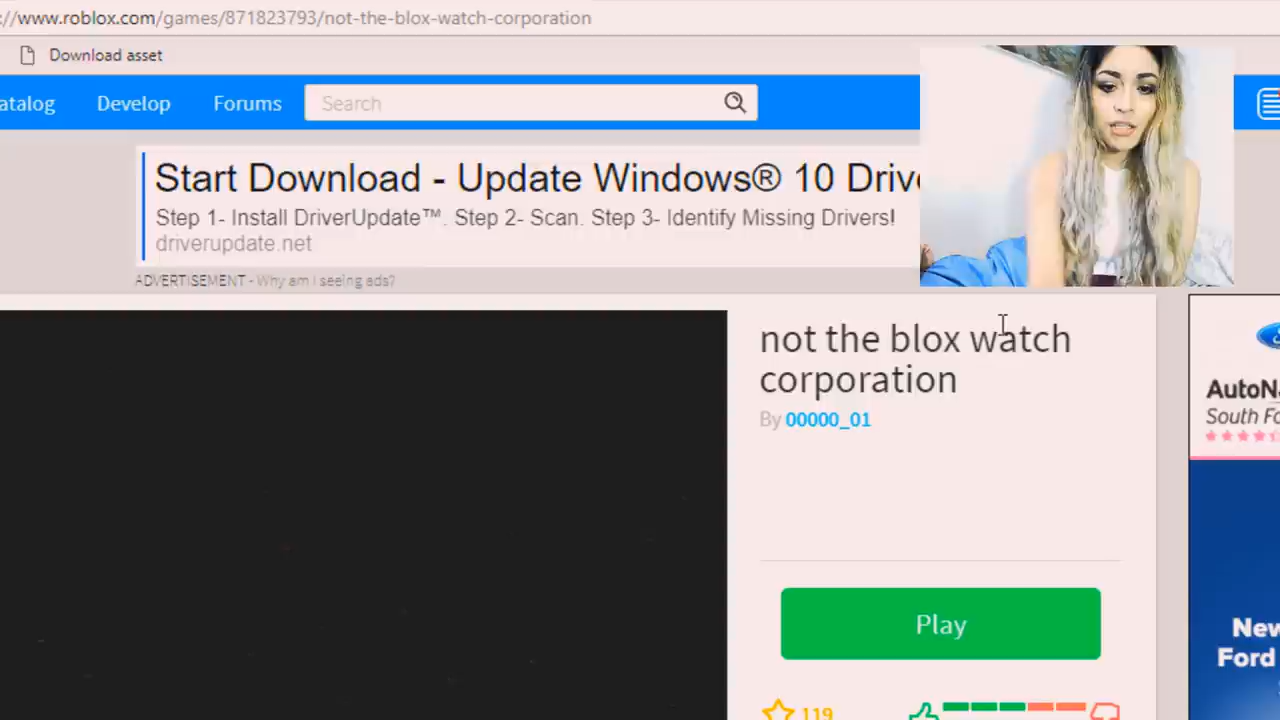 ://www.roblox.com/games/871823793/not-the-blox-watch-corporation
Download asset
atalog
Develop
Forums
Search
Start Download - Update Windows® 10 Drive
Step 1- Install DriverUpdate™. Step 2- Scan. Step 3- Identify Missing Drivers!
driverupdate.net
ADVERTISEMENT - Why am I seeing ads?
not the blox watch
corporation
By 00000_01
Play
119
AutoNa
South Fo
New
Ford